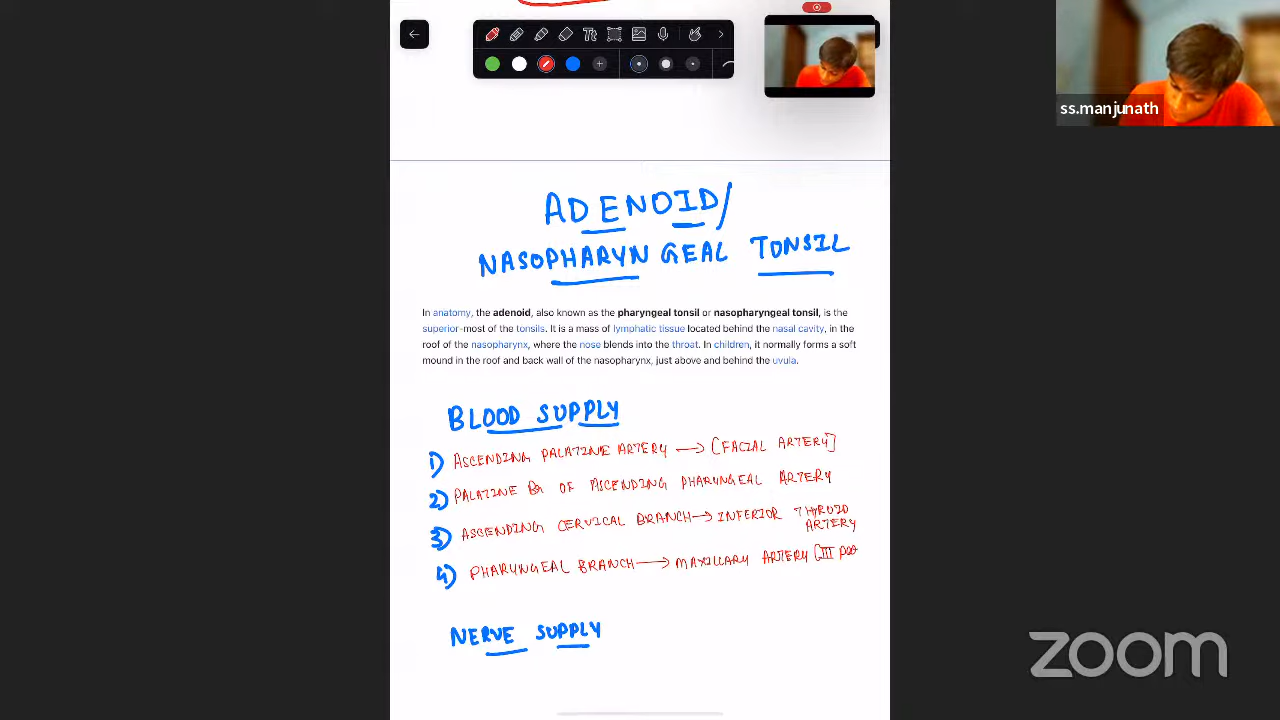 ss.manjunath
ADENOID/
NASOPHARYNGEAL TONSIL
In anatomy, the adenoid, also known as the pharyngeal tonsil or nasopharyngeal tonsil, is the
superior-most of the tonsils. It is a mass of lymphatic tissue located behind the nasal cavity, in the
roof of the nasopharynx, where the nose blends into the throat. In children, it normally forms a soft
mound in the roof and back wall of the nasopharynx, just above and behind the uvula.
BLOOD SUPPLY
1) ASCENDING PALATINE ARTERY → [FACIAL ARTERY]
2) PALATINE Br OF ASCENDING PHARYNGEAL ARTERY
3) ASCENDING CERVICAL BRANCH → INFERIOR THYROID
ARTERY
4) PHARYNGEAL BRANCH → MAXILLARY ARTERY [III
NERVE SUPPLY
zoom